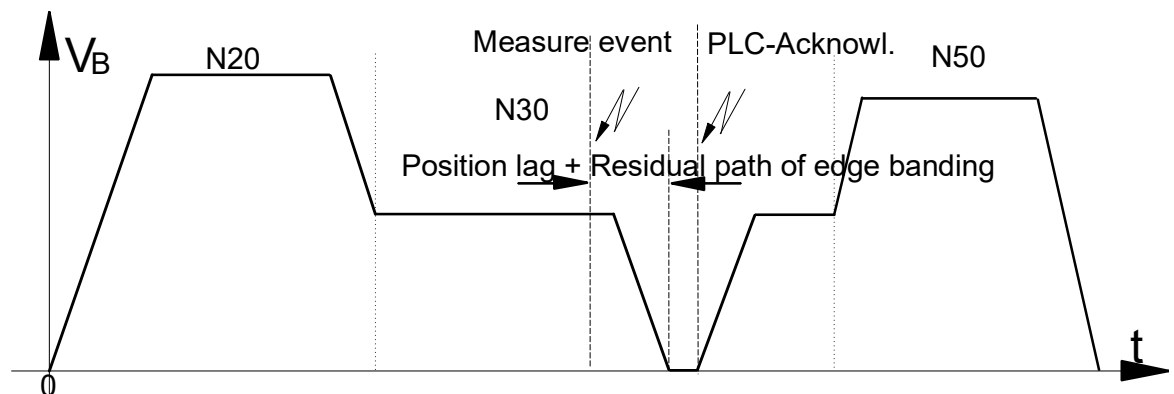 Measure event
PLC-Acknowl.
VB
N20
N50
N30
Position lag + Residual path of edge banding
t
0